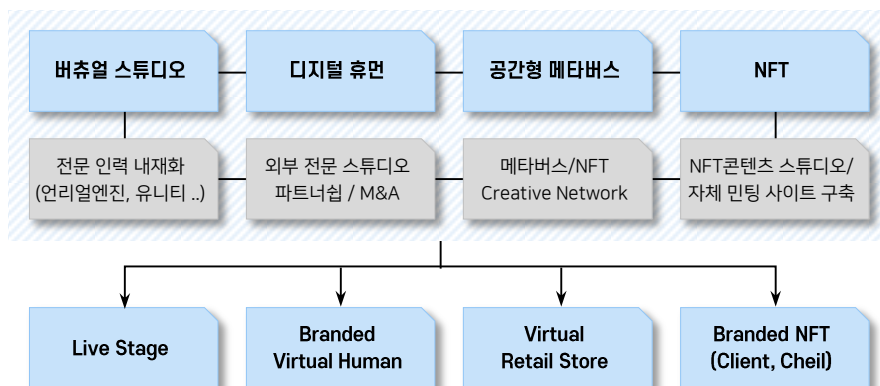 버츄얼 스튜디오
디지털 휴먼
공간형 메타버스
NFT
전문 인력 내재화
(언리얼엔진, 유니티 ..)
외부 전문 스튜디오
파트너쉽 / M&A
메타버스/NFT
Creative Network
NFT콘텐츠 스튜디오/
자체 민팅 사이트 구축
Live Stage
Branded
Virtual Human
Virtual
Retail Store
Branded NFT
(Client, Cheil)